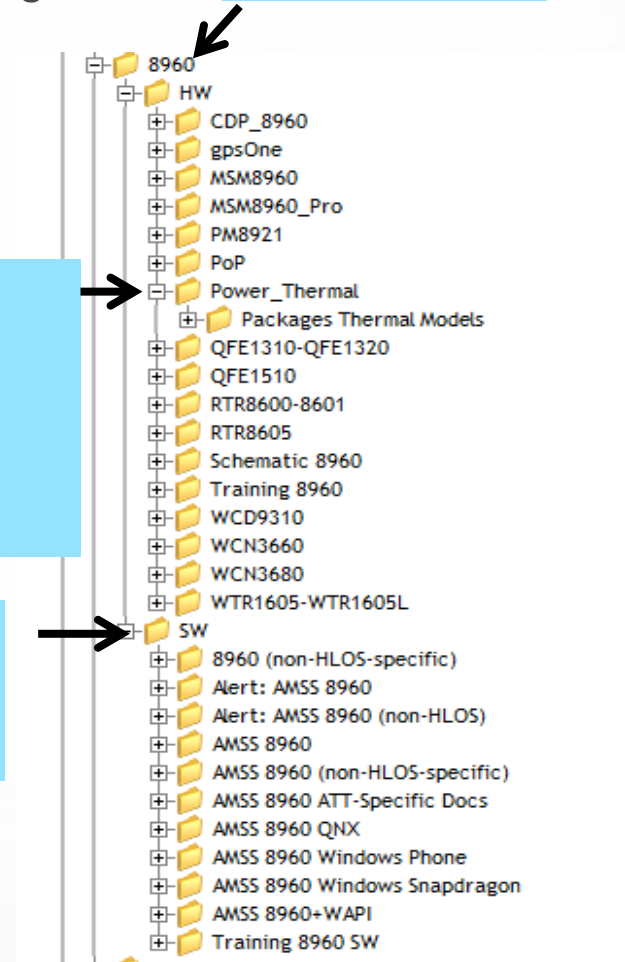 8960
HW
CDP_8960
gpsOne
MSM8960
MSM8960_Pro
PM8921
PoP
Power_Thermal
Packages Thermal Models
QFE1310-QFE1320
QFE1510
RTR8600-8601
RTR8605
Schematic 8960
Training 8960
WCD9310
WCN3660
WCN3680
WTR1605-WTR1605L
SW
8960 (non-HLOS-specific)
Alert: AMSS 8960
Alert: AMSS 8960 (non-HLOS)
AMSS 8960
AMSS 8960 (non-HLOS-specific)
AMSS 8960 ATT-Specific Docs
AMSS 8960 QNX
AMSS 8960 Windows Phone
AMSS 8960 Windows Snapdragon
AMSS 8960+WAPI
Training 8960 SW